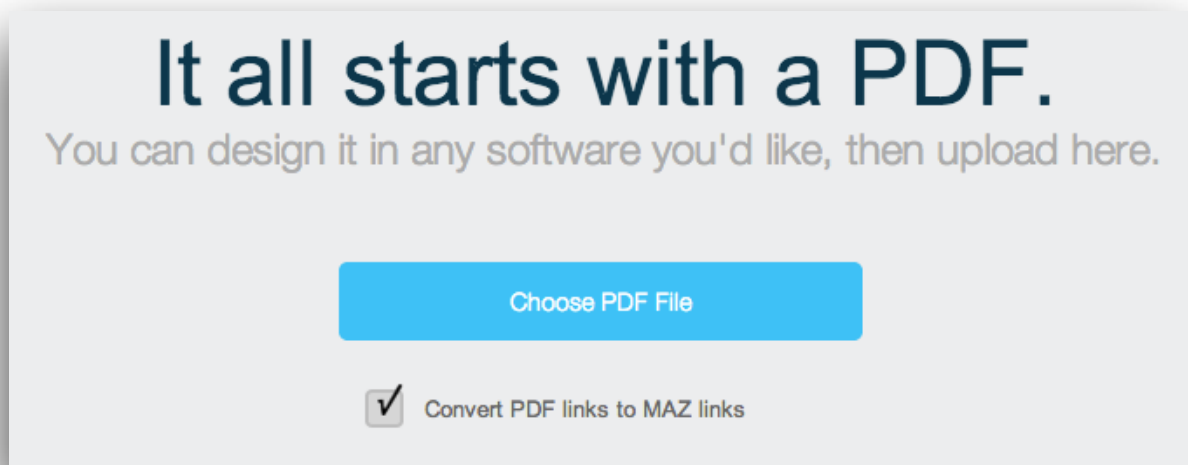 It all starts with a PDF.
You can design it in any software you'd like, then upload here.
Choose PDF File
Convert PDF links to MAZ links